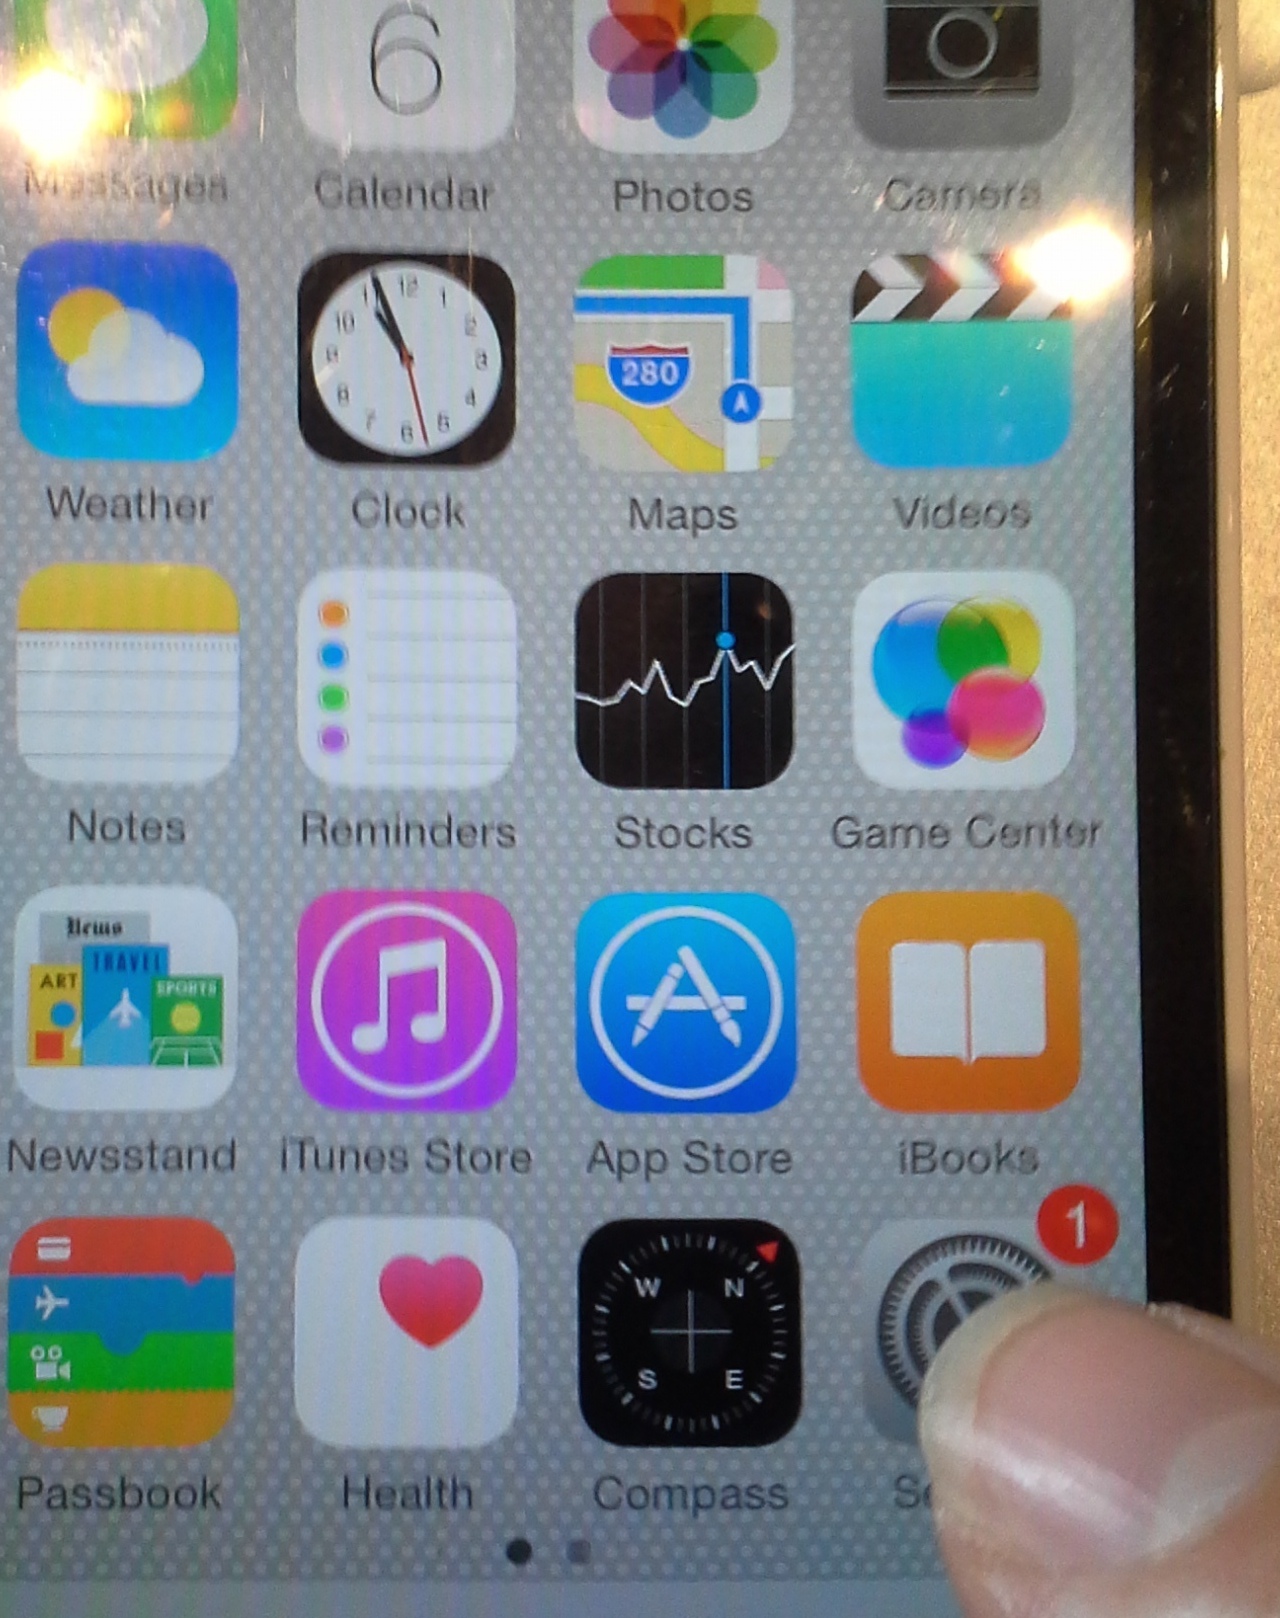 6
Messages Calendar Photos Camera
12 1 2 3 4 5 6 7 8 9 10 11
280
Weather Clock Maps Videos
Notes Reminders Stocks Game Center
News
TRAVEL
ART
SPORTS
Newsstand iTunes Store App Store iBooks
1
W N
S E
Passbook Health Compass